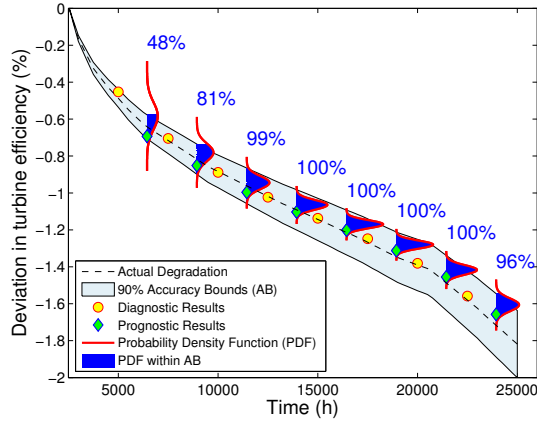 0
-0.2
-0.4
-0.6
-0.8
-1
-1.2
-1.4
-1.6
-1.8
-2
Deviation in turbine efficiency (%)
48%
81%
99%
100%
100%
100%
100%
96%
Actual Degradation
90% Accuracy Bounds (AB)
Diagnostic Results
Prognostic Results
Probability Density Function (PDF)
PDF within AB
5000 10000 15000 20000 25000
Time (h)